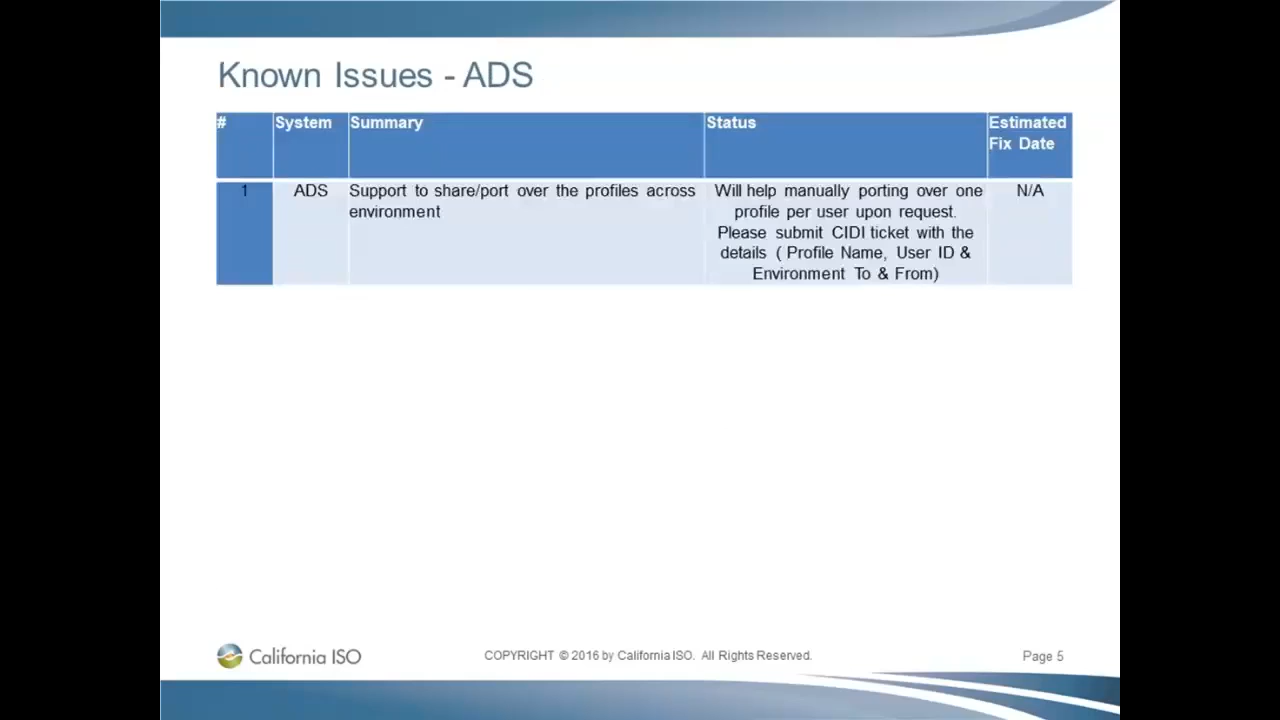 Known Issues - ADS
# System Summary Status Estimated
Fix Date
1 ADS Support to share/port over the profiles across Will help manually porting over one N/A
environment profile per user upon request.
Please submit CIDI ticket with the
details ( Profile Name, User ID &
Environment To & From)
California ISO COPYRIGHT © 2016 by California ISO. All Rights Reserved. Page 5